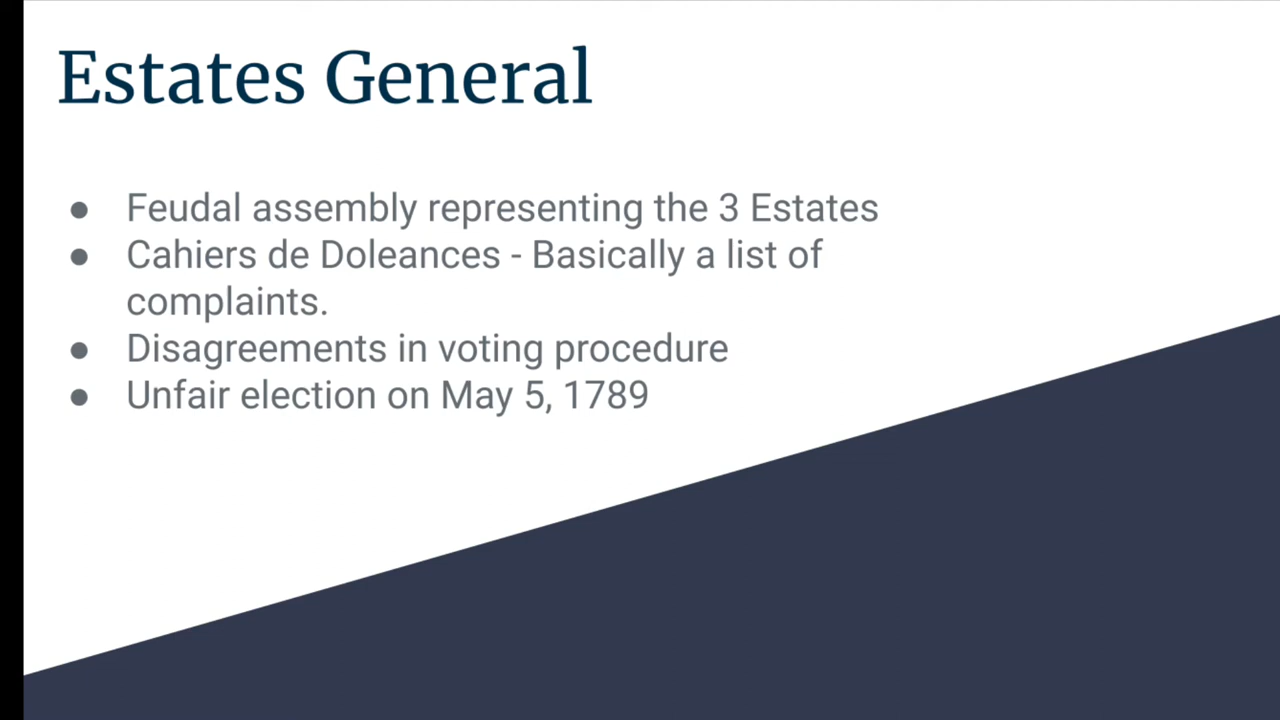 Estates General
● Feudal assembly representing the 3 Estates
● Cahiers de Doleances - Basically a list of
complaints.
● Disagreements in voting procedure
● Unfair election on May 5, 1789